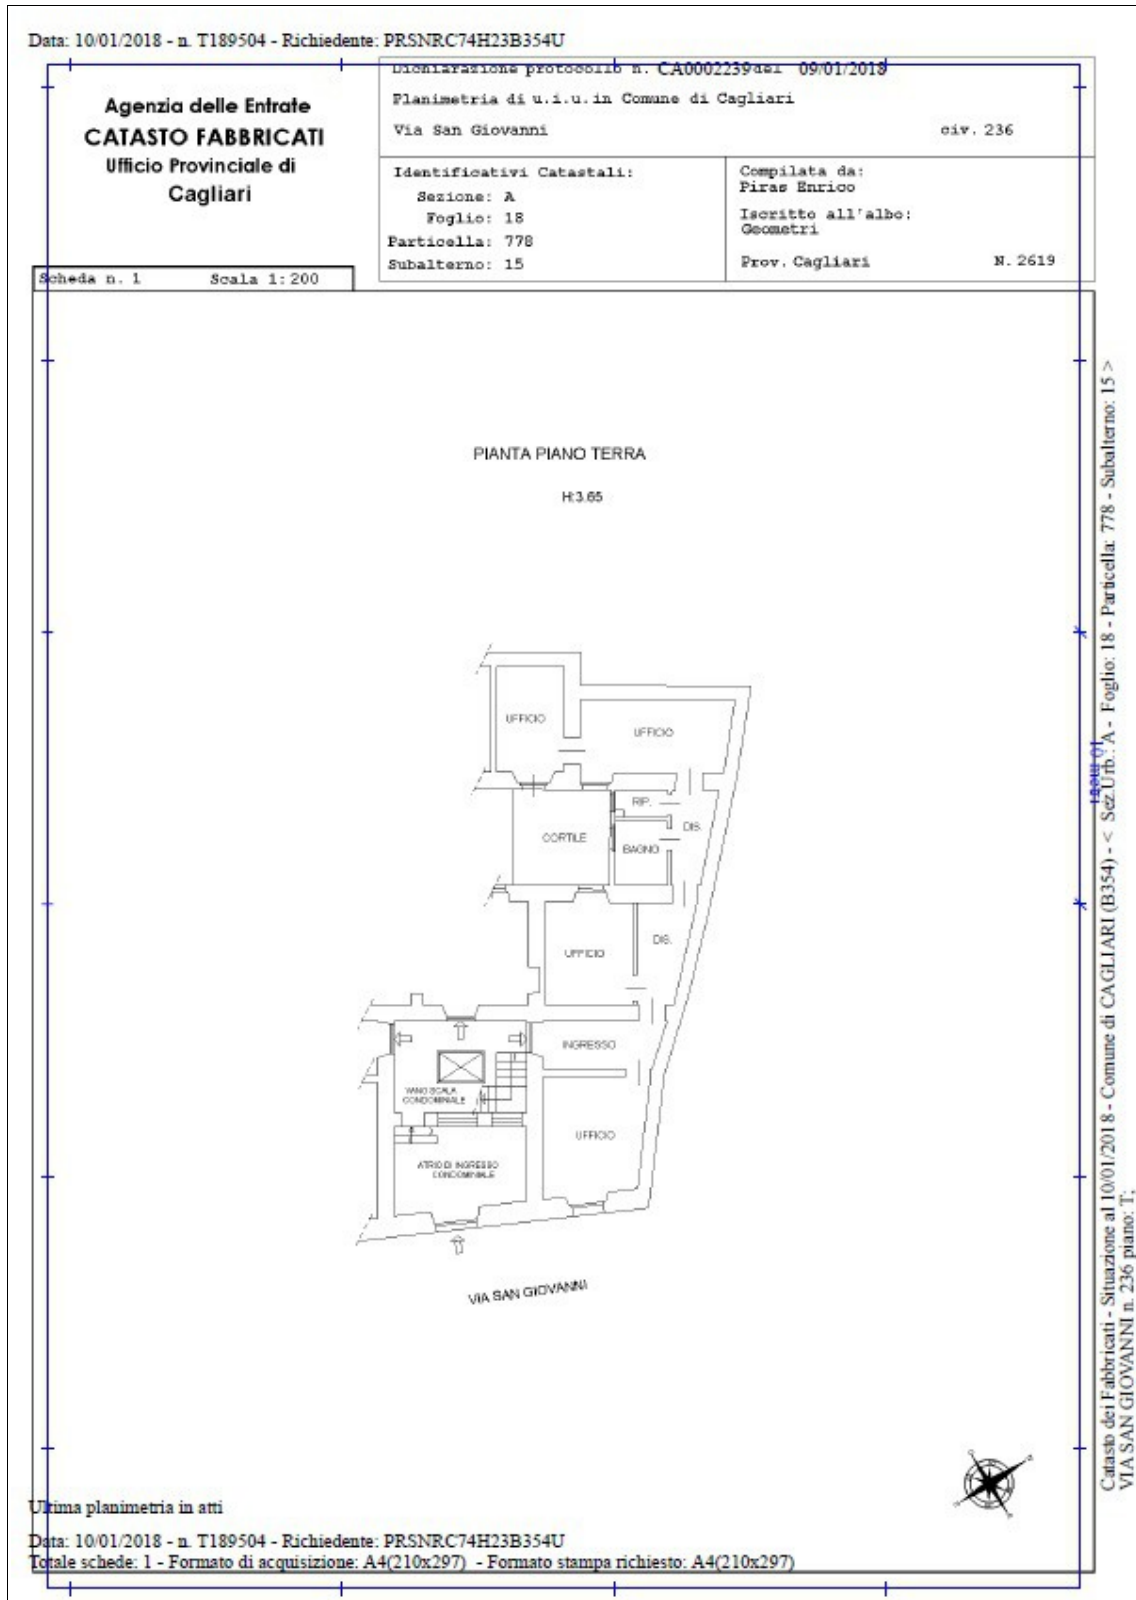 Data: 10/01/2018 - n. T189504 - Richiedente: PRSNRC74H23B354U
Agenzia delle Entrate
CATASTO FABBRICATI
Ufficio Provinciale di
Cagliari
Dichiarazione protocollo n. CA0002239 del 09/01/2018
Planimetria di u.i.u. in Comune di Cagliari
Via San Giovanni civ. 236
Identificativi Catastali:
Sezione: A
Foglio: 18
Particella: 778
Subalterno: 15
Compilata da:
Piras Enrico
Iscritto all'albo:
Geometri
Prov. Cagliari N. 2619
Scheda n. 1 Scala 1:200
PIANTA PIANO TERRA
H:3.65
UFFICIO
UFFICIO
RIP.
DIS.
CORTILE
BAGNO
UFFICIO
DIS.
INGRESSO
VANO SCALA
CONDOMINIALE
UFFICIO
ATRIO DI INGRESSO
CONDOMINIALE
VIA SAN GIOVANNI
10 metri
Catasto dei Fabbricati - Situazione al 10/01/2018 - Comune di CAGLIARI (B354) - < Sez.Urb.: A - Foglio: 18 - Particella: 778 - Subalterno: 15 >
VIA SAN GIOVANNI n. 236 piano: T;
Ultima planimetria in atti
Data: 10/01/2018 - n. T189504 - Richiedente: PRSNRC74H23B354U
Totale schede: 1 - Formato di acquisizione: A4(210x297) - Formato stampa richiesto: A4(210x297)